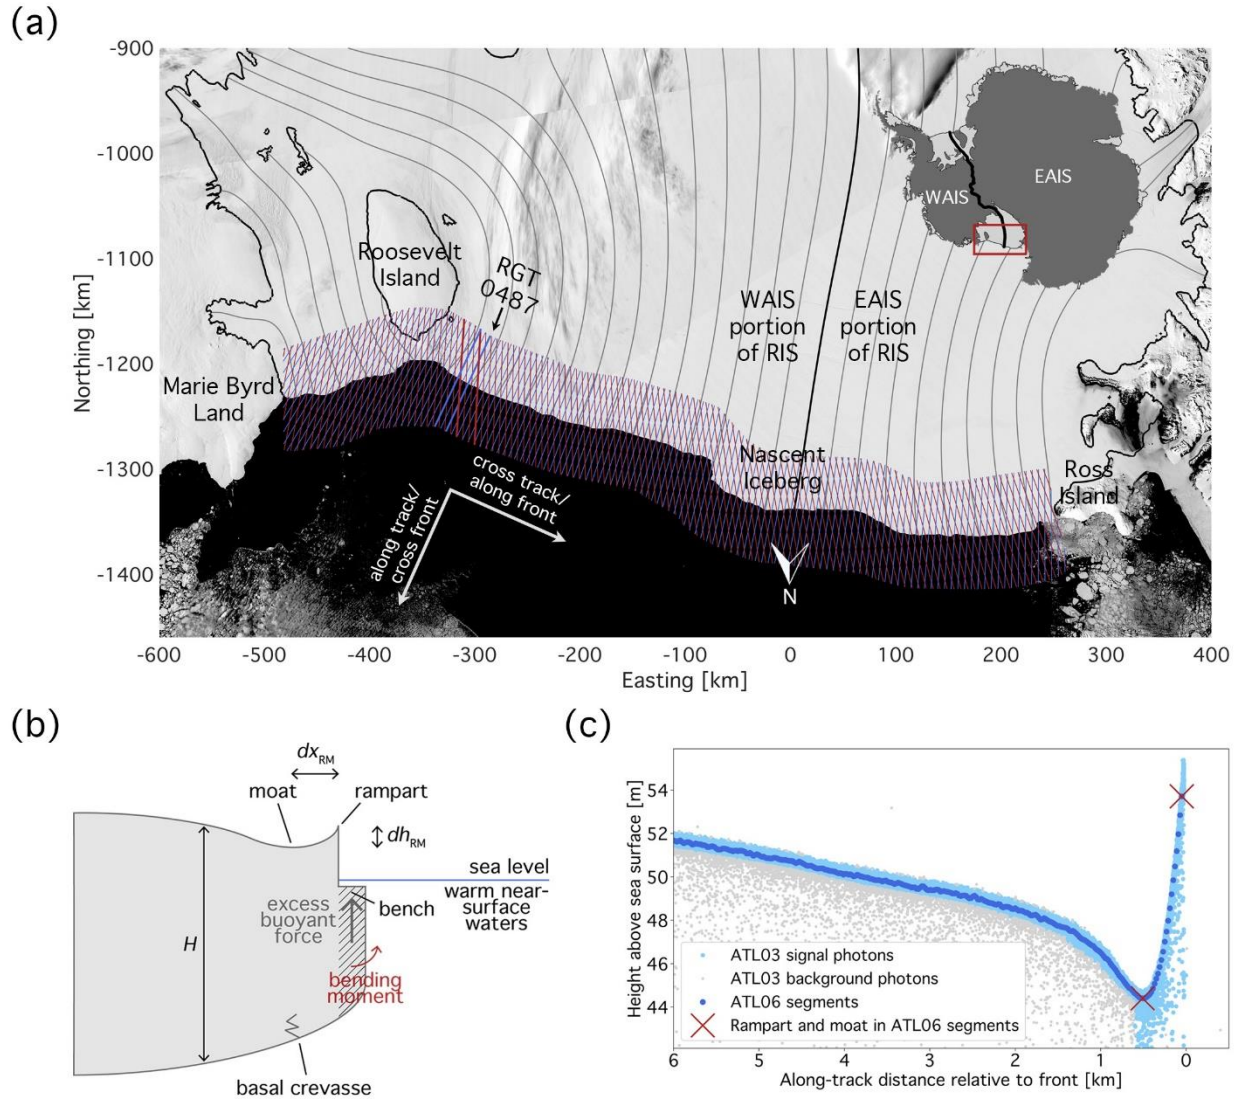 (a)
-900
-1000
-1100
-1200
-1300
-1400
Northing [km]
WAIS
EAIS
Roosevelt
Island
RGT
0487
WAIS
portion
of RIS
EAIS
portion
of RIS
Marie Byrd
Land
Nascent
Iceberg
Ross
Island
cross track/
along front
along track/
cross front
N
-600
-500
-400
-300
-200
-100
0
100
200
300
400
Easting [km]
(b)
dxRM
moat
rampart
dhRM
sea level
warm near-
surface
waters
bench
excess
buoyant
force
H
bending
moment
basal crevasse
(c)
Height above sea surface [m]
54
52
50
48
46
44
ATL03 signal photons
ATL03 background photons
ATL06 segments
Rampart and moat in ATL06 segments
6
5
4
3
2
1
0
Along-track distance relative to front [km]